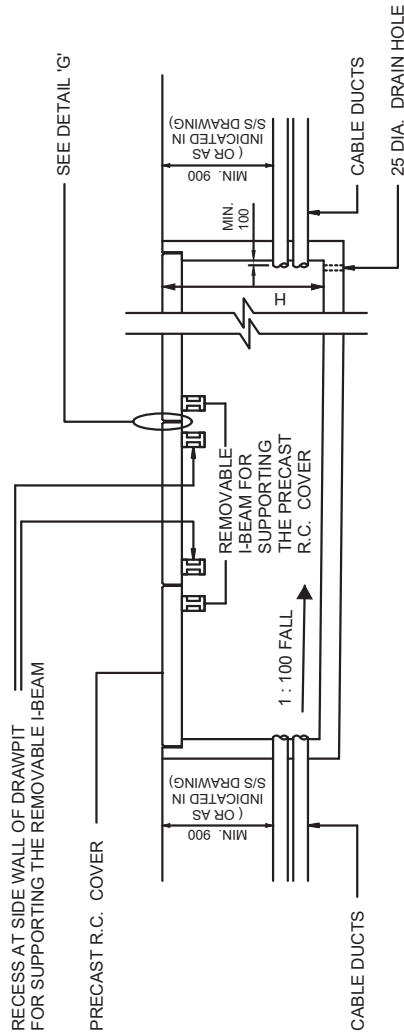 RECESS AT SIDE WALL OF DRAWPIT
FOR SUPPORTING THE REMOVABLE I-BEAM
PRECAST R.C. COVER
SEE DETAIL 'G'
MIN. 900
( OR AS
INDICATED IN
S/S DRAWING)
MIN. 900
( OR AS
INDICATED IN
S/S DRAWING)
REMOVABLE
I-BEAM FOR
SUPPORTING
THE PRECAST
R.C. COVER
MIN.
100
H
1 : 100 FALL
CABLE DUCTS
CABLE DUCTS
25 DIA. DRAIN HOLE